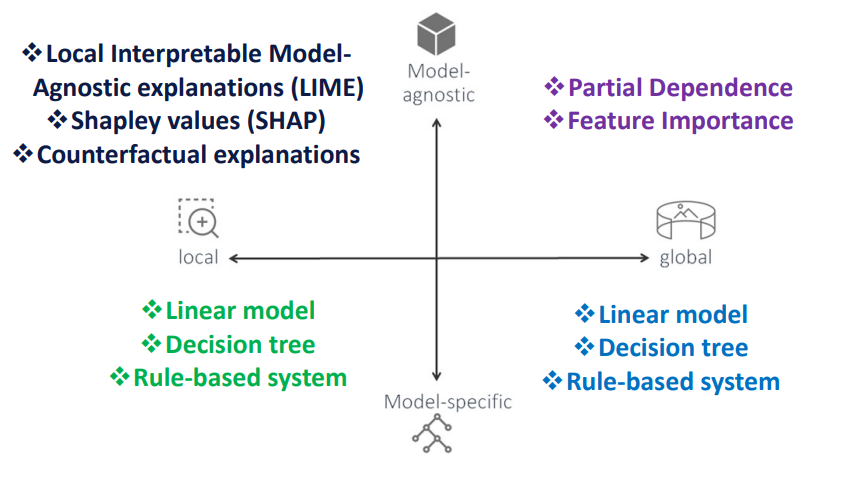 ❖Local Interpretable Model-
Agnostic explanations (LIME)
❖Shapley values (SHAP)
❖Counterfactual explanations
Model-
agnostic
❖Partial Dependence
❖Feature Importance
local
global
❖Linear model
❖Decision tree
❖Rule-based system
❖Linear model
❖Decision tree
❖Rule-based system
Model-specific